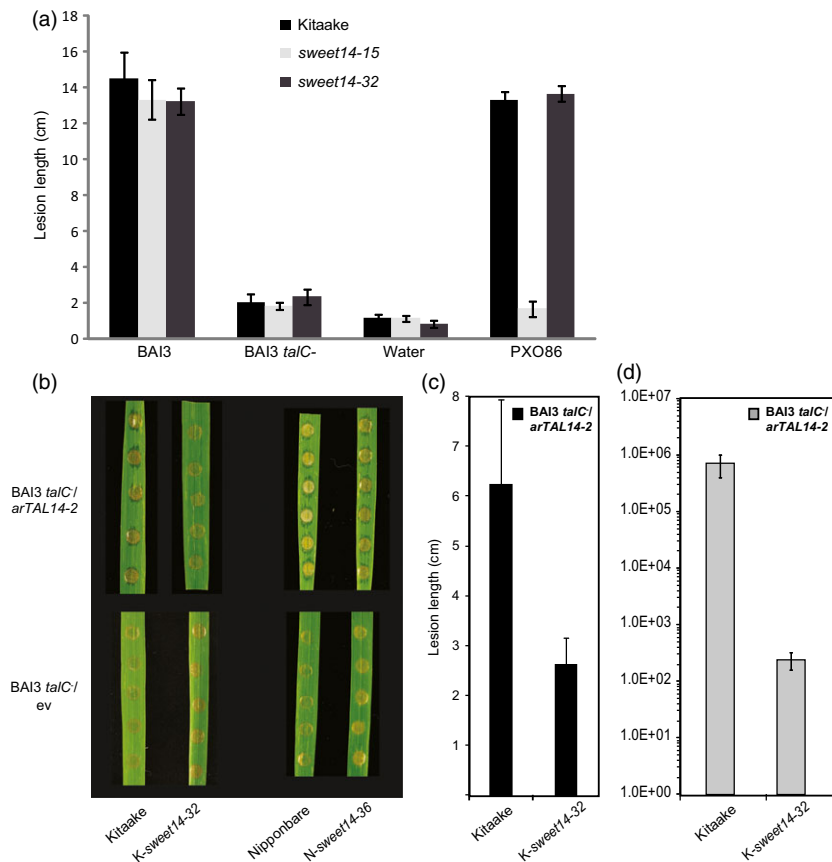 (a)
18
16
14
12
10
8
6
4
2
0
Lesion length (cm)
Kitaake
sweet14-15
sweet14-32
BAI3
BAI3 talC-
Water
PXO86
(b)
BAI3 talC-/
arTAL14-2
BAI3 talC-/
ev
Kitaake
K-sweet14-32
Nipponbare
N-sweet14-36
(c)
8
7
6
5
4
3
2
1
Lesion length (cm)
BAI3 talC-/
arTAL14-2
Kitaake
K-sweet14-32
(d)
1.0E+07
1.0E+06
1.0E+05
1.0E+04
1.0E+03
1.0E+02
1.0E+01
1.0E+00
BAI3 talC-/
arTAL14-2
Kitaake
K-sweet14-32